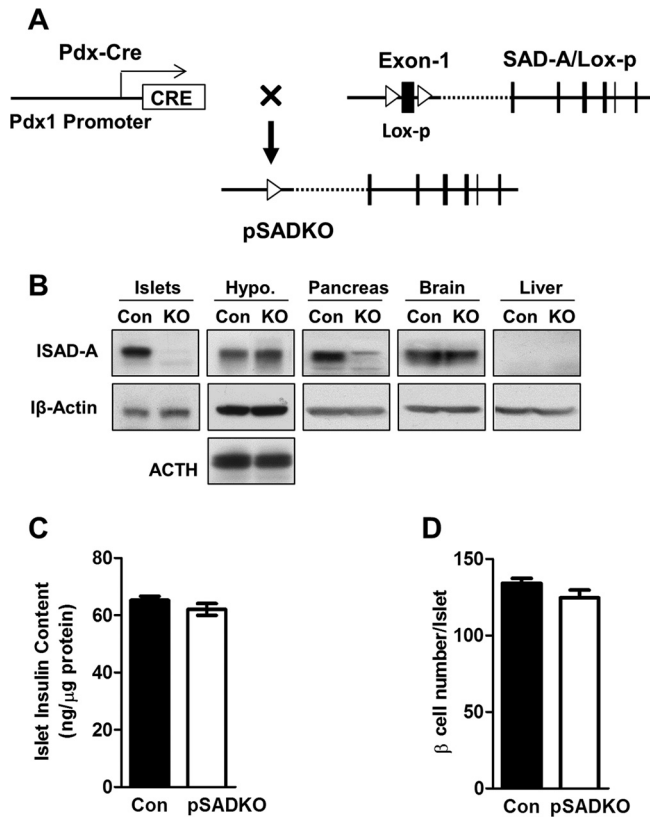 A
Pdx-Cre
CRE
Pdx1 Promoter
Exon-1
SAD-A/Lox-p
Lox-p
pSADKO
B
Islets Hypo. Pancreas Brain Liver
Con KO Con KO Con KO Con KO Con KO
ISAD-A
Iβ-Actin
ACTH
C
Islet Insulin Content
(ng/μg protein)
80
60
40
20
0
Con pSADKO
D
β cell number/Islet
150
100
50
0
Con pSADKO